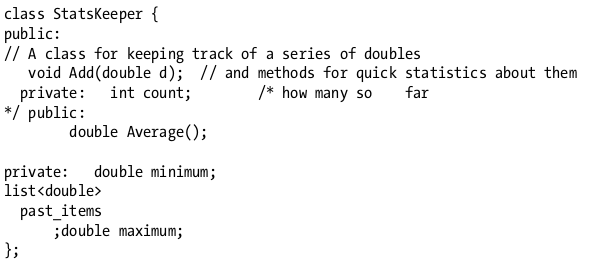 class StatsKeeper {
public:
// A class for keeping track of a series of doubles
   void Add(double d);  // and methods for quick statistics about them
  private:   int count;        /* how many so    far
*/ public:
        double Average();

private:   double minimum;
list<double>
  past_items
      ;double maximum;
};